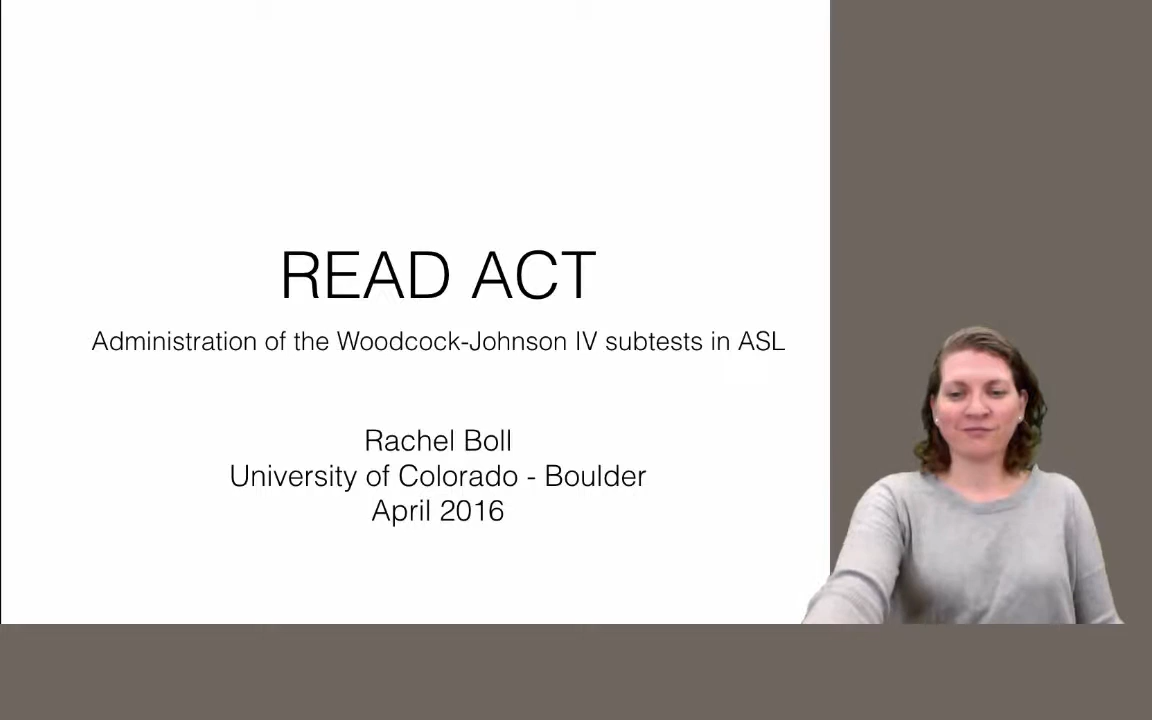 READ ACT
Administration of the Woodcock-Johnson IV subtests in ASL
Rachel Boll
University of Colorado - Boulder
April 2016